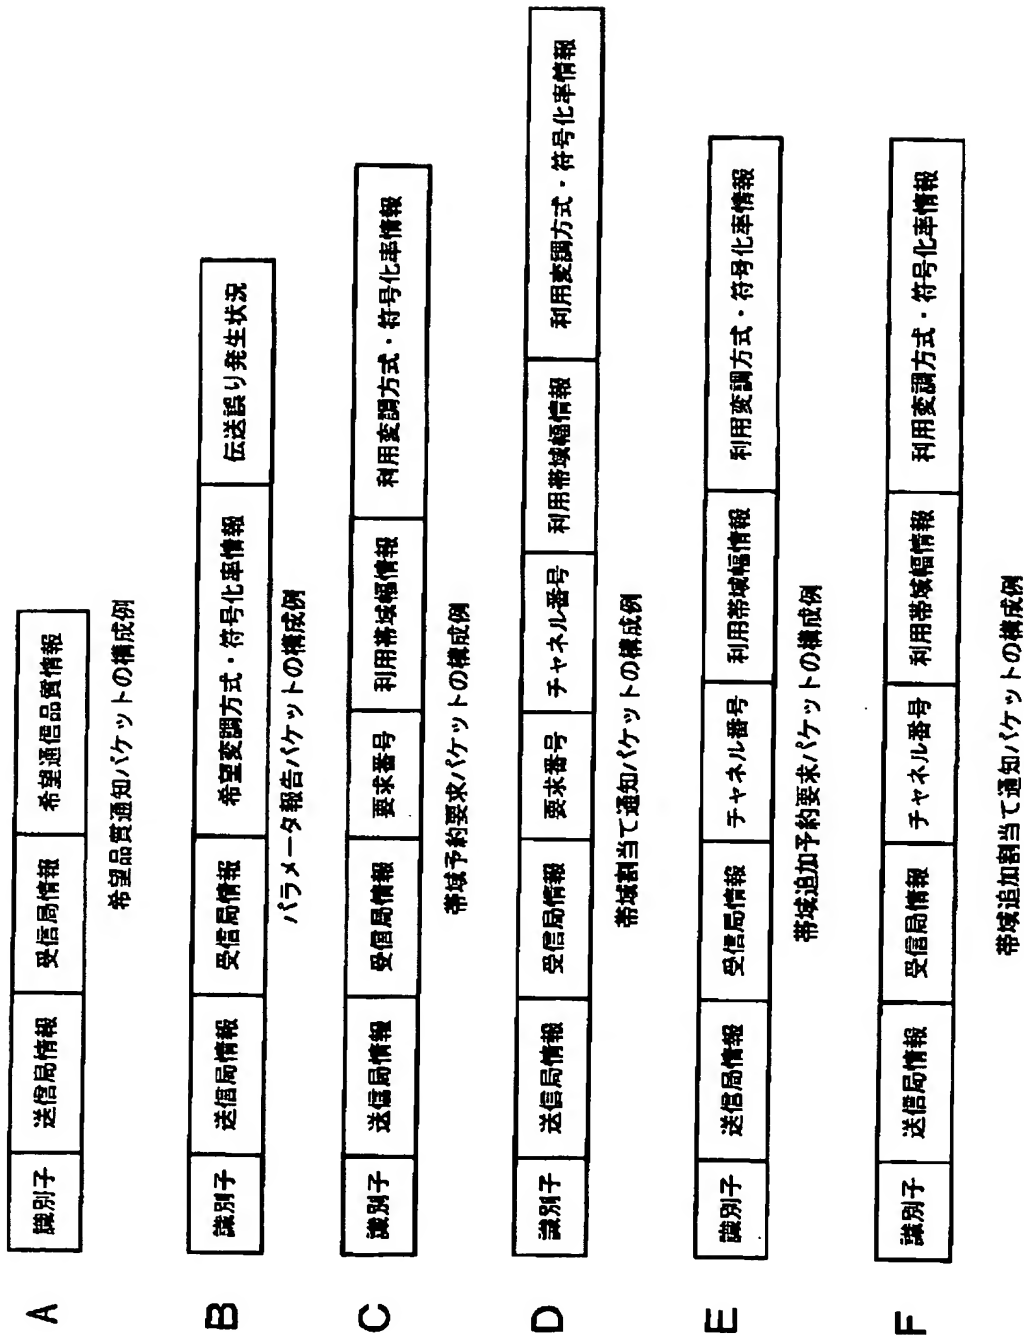 A
識別子 送信局情報 受信局情報 希望通信品質情報
希望品質通知パケットの構成例
B
識別子 送信局情報 受信局情報 希望変調方式・符号化率情報 伝送誤り発生状況
パラメータ報告パケットの構成例
C
識別子 送信局情報 受信局情報 要求番号 利用帯域幅情報 利用変調方式・符号化率情報
帯域予約要求パケットの構成例
D
識別子 送信局情報 受信局情報 要求番号 チャネル番号 利用帯域幅情報 利用変調方式・符号化率情報
帯域割当て通知パケットの構成例
E
識別子 送信局情報 受信局情報 チャネル番号 利用帯域幅情報 利用変調方式・符号化率情報
帯域追加予約要求パケットの構成例
F
識別子 送信局情報 受信局情報 チャネル番号 利用帯域幅情報 利用変調方式・符号化率情報
帯域追加割当て通知パケットの構成例